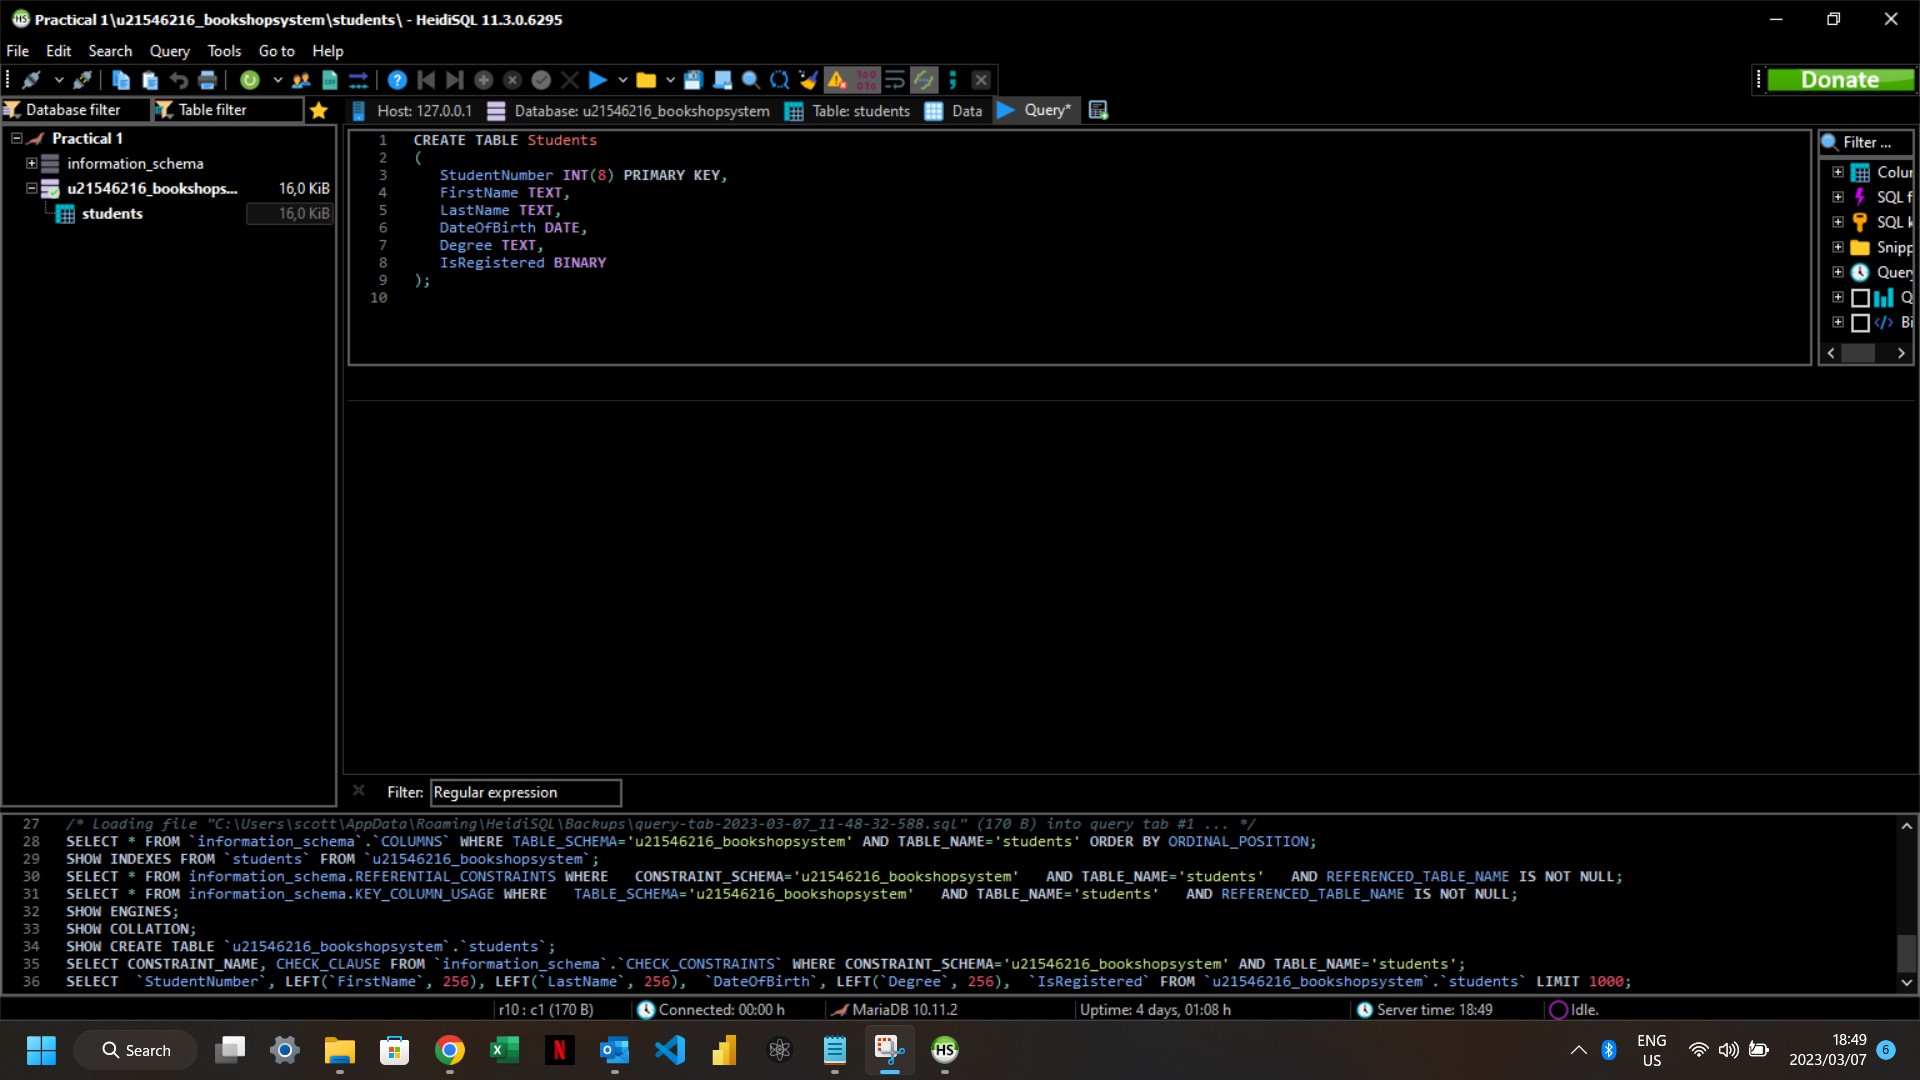 Practical 1\u21546216_bookshopsystem\students\ - HeidiSQL 11.3.0.6295
File Edit Search Query Tools Go to Help
Donate
Database filter Table filter Host: 127.0.0.1 Database: u21546216_bookshopsystem Table: students Data Query*
Practical 1
information_schema
u21546216_bookshops... 16,0 KiB
students 16,0 KiB
1 CREATE TABLE Students
2 (
3 StudentNumber INT(8) PRIMARY KEY,
4 FirstName TEXT,
5 LastName TEXT,
6 DateOfBirth DATE,
7 Degree TEXT,
8 IsRegistered BINARY
9 );
10
Filter ...
Colur
SQL f
SQL k
Snipp
Quer
Q
Bi
Filter: Regular expression
27 /* Loading file "C:\Users\scott\AppData\Roaming\HeidiSQL\Backups\query-tab-2023-03-07_11-48-32-588.sql" (170 B) into query tab #1 ... */
28 SELECT * FROM `information_schema`.`COLUMNS` WHERE TABLE_SCHEMA='u21546216_bookshopsystem' AND TABLE_NAME='students' ORDER BY ORDINAL_POSITION;
29 SHOW INDEXES FROM `students` FROM `u21546216_bookshopsystem`;
30 SELECT * FROM information_schema.REFERENTIAL_CONSTRAINTS WHERE CONSTRAINT_SCHEMA='u21546216_bookshopsystem' AND TABLE_NAME='students' AND REFERENCED_TABLE_NAME IS NOT NULL;
31 SELECT * FROM information_schema.KEY_COLUMN_USAGE WHERE TABLE_SCHEMA='u21546216_bookshopsystem' AND TABLE_NAME='students' AND REFERENCED_TABLE_NAME IS NOT NULL;
32 SHOW ENGINES;
33 SHOW COLLATION;
34 SHOW CREATE TABLE `u21546216_bookshopsystem`.`students`;
35 SELECT CONSTRAINT_NAME, CHECK_CLAUSE FROM `information_schema`.`CHECK_CONSTRAINTS` WHERE CONSTRAINT_SCHEMA='u21546216_bookshopsystem' AND TABLE_NAME='students';
36 SELECT `StudentNumber`, LEFT(`FirstName`, 256), LEFT(`LastName`, 256), `DateOfBirth`, LEFT(`Degree`, 256), `IsRegistered` FROM `u21546216_bookshopsystem`.`students` LIMIT 1000;
r10 : c1 (170 B) Connected: 00:00 h MariaDB 10.11.2 Uptime: 4 days, 01:08 h Server time: 18:49 Idle.
Search
ENG
US
18:49
2023/03/07
6